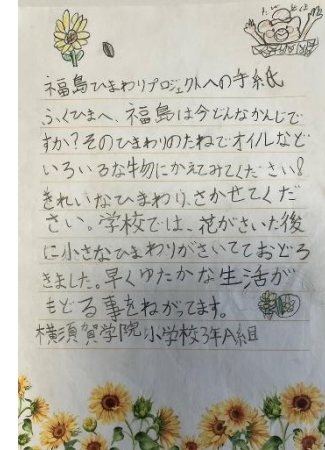 福島ひまわりプロジェクトへの手紙
ふくひまへ、福島は今どんなかんじで
すか？そのひまわりのたねでオイルなど
いろいろな物にかえてみてください！
きれいなひまわり、さかせてくだ
さい。学校では、花がさいた後
に小さなひまわりがさいてておどろ
きました。早くゆたかな生活が
もどる事をねがってます。
横須賀学院小学校3年A組